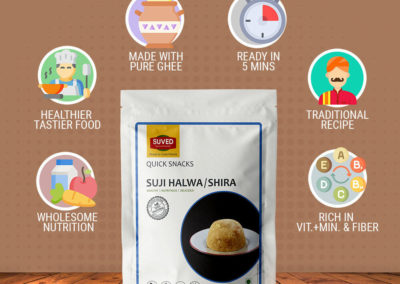 MADE WITH
PURE GHEE
READY IN
5 MINS
HEALTHIER
TASTIER FOOD
TRADITIONAL
RECIPE
WHOLESOME
NUTRITION
RICH IN
VIT.+MIN. & FIBER
E
A
B
C
D
K
SUVED
QUICK SNACKS
SUJI HALWA/SHIRA